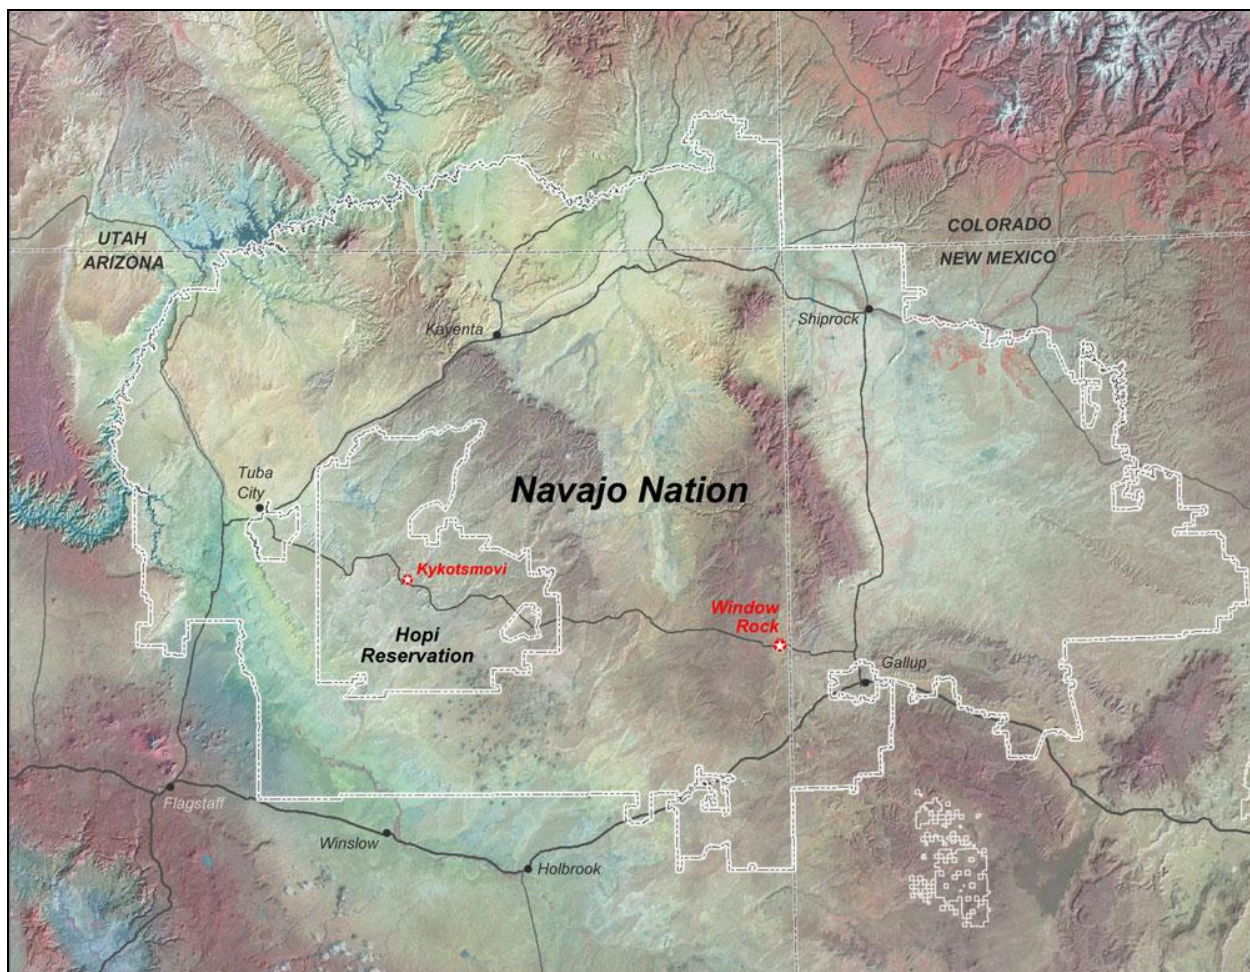 UTAH
ARIZONA
COLORADO
NEW MEXICO
Kayenta
Shiprock
Tuba
City
Navajo Nation
Kykotsmovi
Window
Rock
Hopi
Reservation
Gallup
Flagstaff
Winslow
Holbrook